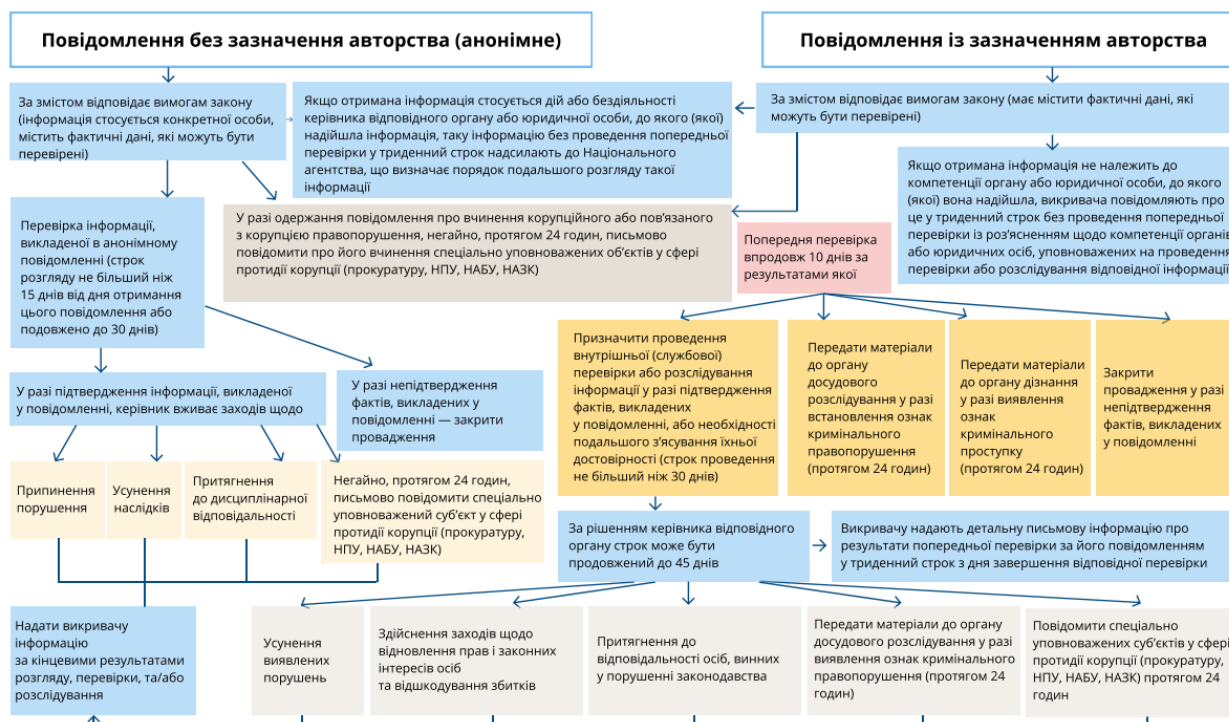 Повідомлення без зазначення авторства (анонімне)
Повідомлення із зазначенням авторства
За змістом відповідає вимогам закону
(інформація стосується конкретної особи,
містить фактичні дані, які можуть бути
перевірені)
Якщо отримана інформація стосується дій або бездіяльності
керівника відповідного органу або юридичної особи, до якого (якої)
надійшла інформація, таку інформацію без проведення попередньої
перевірки у триденний строк надсилають до Національного
агентства, що визначає порядок подальшого розгляду такої
інформації
За змістом відповідає вимогам закону (має містити фактичні дані, які
можуть бути перевірені)
Якщо отримана інформація не належить до
компетенції органу або юридичної особи, до якого
(якої) вона надійшла, викривача повідомляють про
це у триденний строк без проведення попередньої
перевірки із роз’ясненням щодо компетенції органів
або юридичних осіб, уповноважених на проведення
перевірки або розслідування відповідної інформації
Перевірка інформації,
викладеної в анонімному
повідомленні (строк
розгляду не більший ніж
15 днів від дня отримання
цього повідомлення або
подовжено до 30 днів)
У разі одержання повідомлення про вчинення корупційного або пов’язаного
з корупцією правопорушення, негайно, протягом 24 годин, письмово
повідомити про його вчинення спеціально уповноважених об’єктів у сфері
протидії корупції (прокуратуру, НПУ, НАБУ, НАЗК)
Попередня перевірка
впродовж 10 днів за
результатами якої
У разі підтвердження інформації, викладеної
у повідомленні, керівник вживає заходів щодо
У разі непідтвердження
фактів, викладених у
повідомленні — закрити
провадження
Призначити проведення
внутрішньої (службової)
перевірки або розслідування
інформації у разі підтвердження
фактів, викладених
у повідомленні, або необхідності
подальшого з’ясування їхньої
достовірності (строк проведення
не більший ніж 30 днів)
Передати матеріали
до органу
досудового
розслідування у разі
встановлення ознак
кримінального
правопорушення
(протягом 24 годин)
Передати матеріали
до органу дізнання
у разі виявлення
ознак
кримінального
проступку
(протягом 24 годин)
Закрити
провадження у разі
непідтвердження
фактів, викладених
у повідомленні
Припинення
порушення
Усунення
наслідків
Притягнення
до дисциплінарної
відповідальності
Негайно, протягом 24 годин,
письмово повідомити спеціально
уповноважений суб’єкт у сфері
протидії корупції (прокуратуру,
НПУ, НАБУ, НАЗК)
За рішенням керівника відповідного
органу строк може бути
продовжений до 45 днів
Викривачу надають детальну письмову інформацію про
результати попередньої перевірки за його повідомленням
у триденний строк з дня завершення відповідної перевірки
Надати викривачу
інформацію
за кінцевими результатами
розгляду, перевірки, та/або
розслідування
Усунення
виявлених
порушень
Здійснення заходів щодо
відновлення прав і законних
інтересів осіб
та відшкодування збитків
Притягнення до
відповідальності осіб, винних
у порушенні законодавства
Передати матеріали до органу
досудового розслідування у разі
виявлення ознак кримінального
правопорушення (протягом 24
годин)
Повідомити спеціально
уповноважених суб’єктів у сфері
протидії корупції (прокуратуру,
НПУ, НАБУ, НАЗК) протягом 24
годин